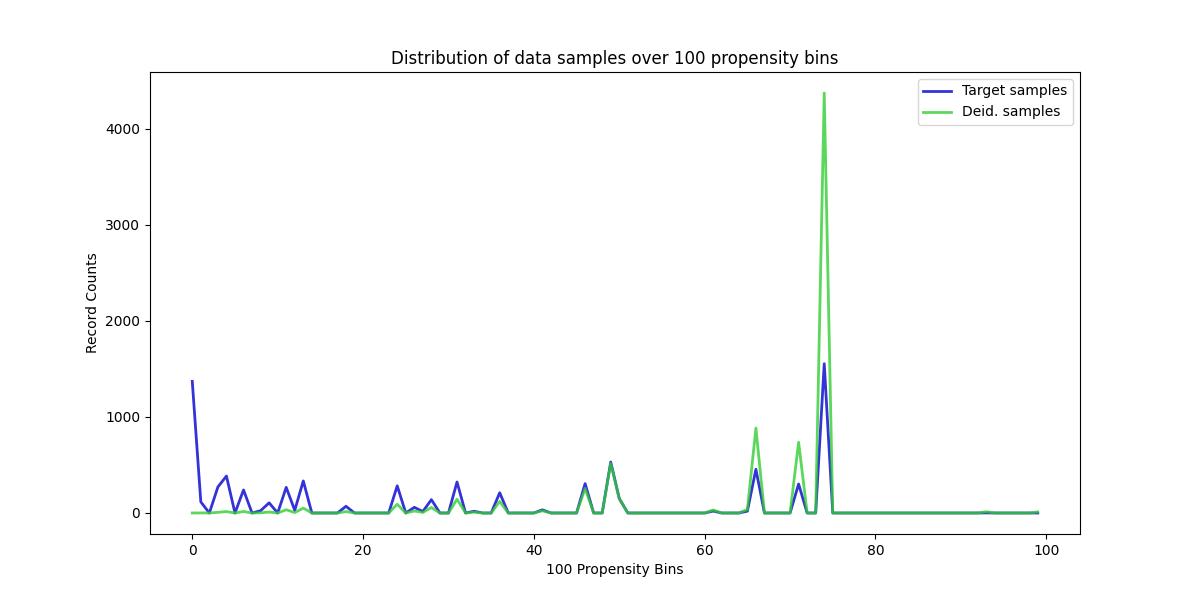 Distribution of data samples over 100 propensity bins
Target samples
Deid. samples
4000
3000
2000
1000
0
Record Counts
0
20
40
60
80
100
100 Propensity Bins